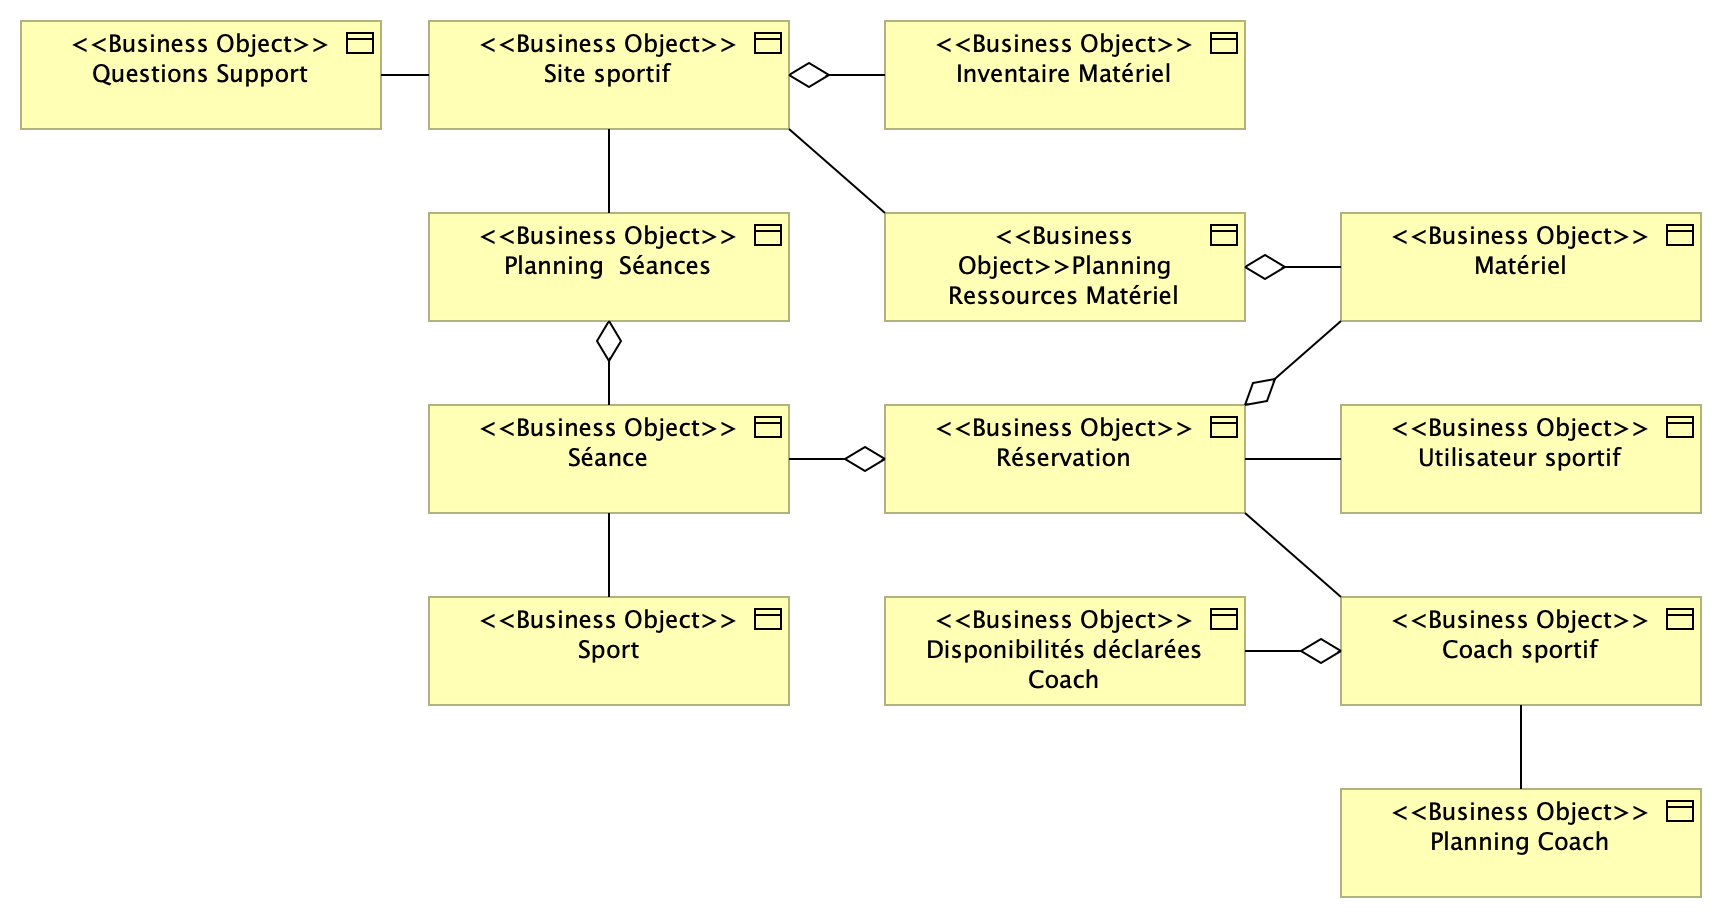 <<Business Object>>
Questions Support
<<Business Object>>
Site sportif
<<Business Object>>
Inventaire Matériel
<<Business Object>>
Planning  Séances
<<Business
Object>>Planning
Ressources Matériel
<<Business Object>>
Matériel
<<Business Object>>
Séance
<<Business Object>>
Réservation
<<Business Object>>
Utilisateur sportif
<<Business Object>>
Sport
<<Business Object>>
Disponibilités déclarées
Coach
<<Business Object>>
Coach sportif
<<Business Object>>
Planning Coach